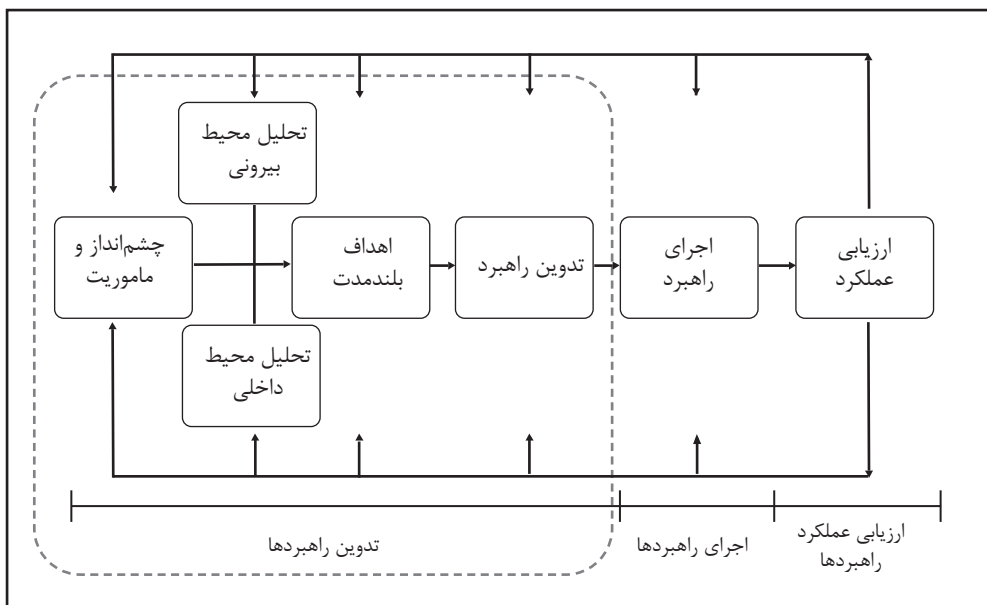 تحلیل محیط
بیرونی
چشم‌انداز و
ماموریت
اهداف
بلندمدت
تدوین راهبرد
اجرای
راهبرد
ارزیابی
عملکرد
تحلیل محیط
داخلی
تدوین راهبردها
اجرای راهبردها
ارزیابی عملکرد
راهبردها